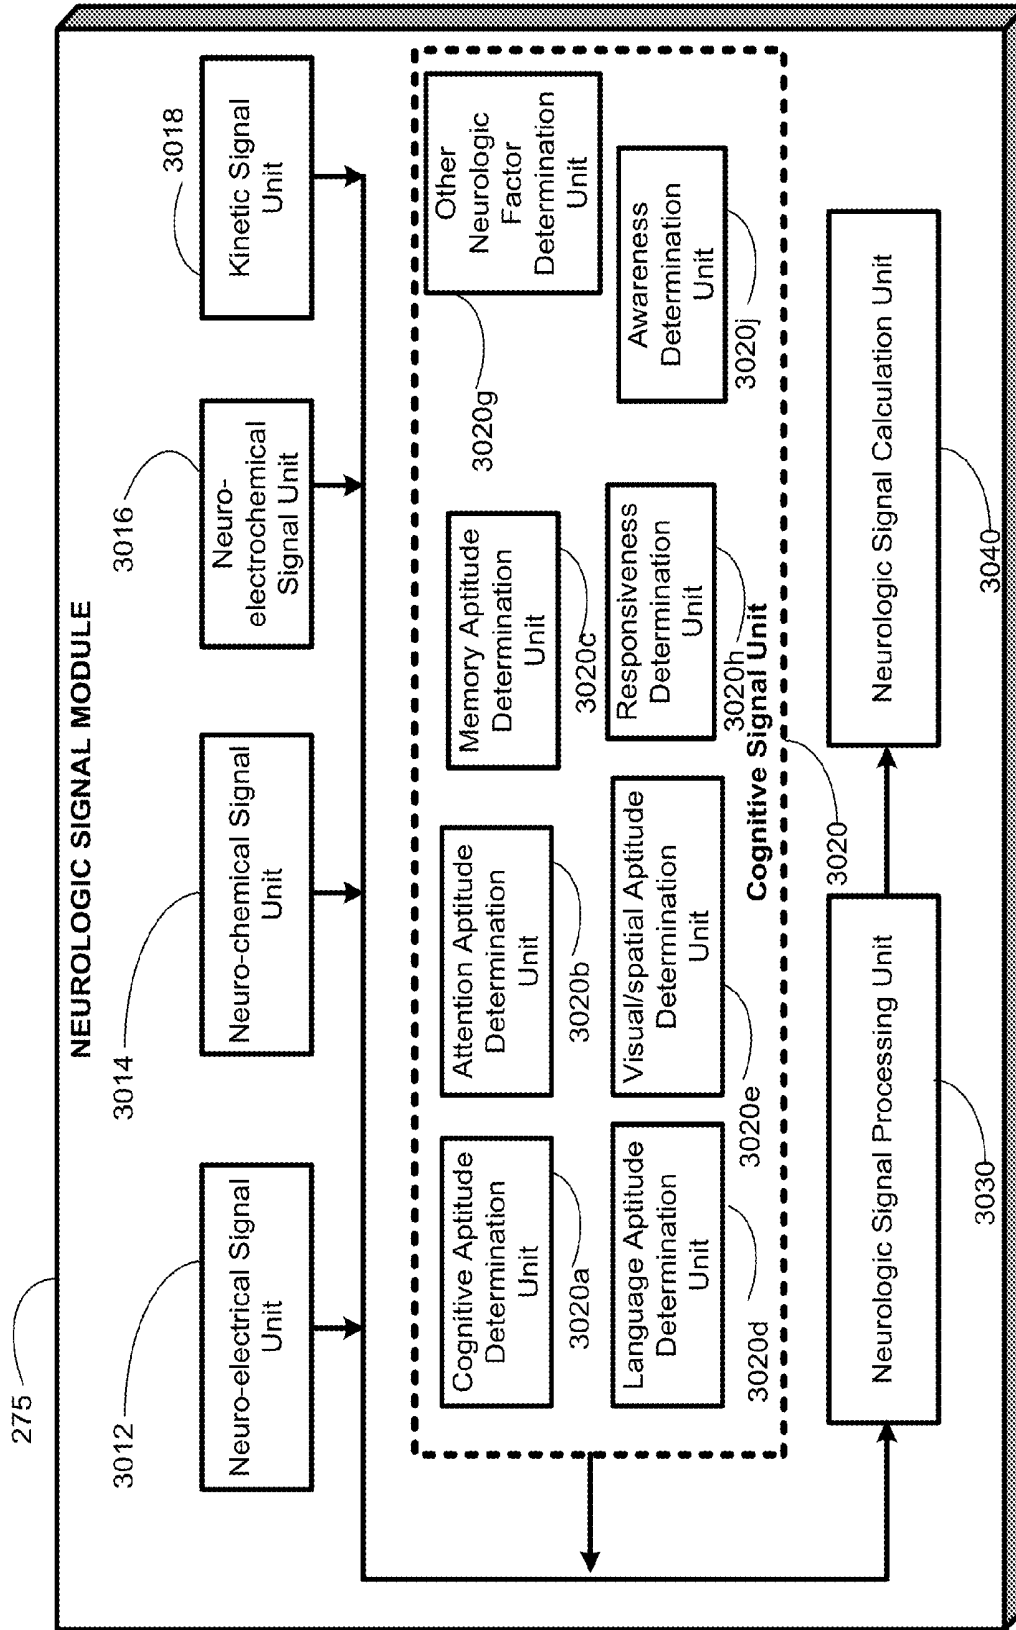 275
NEUROLOGIC SIGNAL MODULE
3012
Neuro-electrical Signal
Unit
3014
Neuro-chemical Signal
Unit
3016
Neuro-
electrochemical
Signal Unit
3018
Kinetic Signal
Unit
Cognitive Aptitude
Determination
Unit
3020a
Attention Aptitude
Determination
Unit
3020b
Memory Aptitude
Determination
Unit
3020c
Other
Neurologic
Factor
Determination
Unit
3020g
Language Aptitude
Determination
Unit
3020d
Visual/spatial Aptitude
Determination
Unit
3020e
Responsiveness
Determination
Unit
3020h
Awareness
Determination
Unit
3020j
Cognitive Signal Unit
3020
Neurologic Signal Processing Unit
3030
Neurologic Signal Calculation Unit
3040